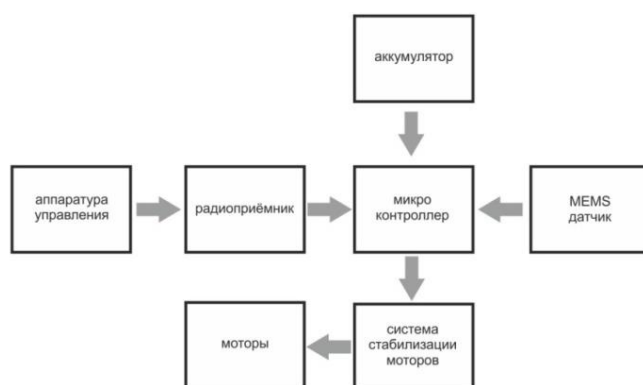 аккумулятор
аппаратура
управления
радиоприёмник
микро
контроллер
MEMS
датчик
моторы
система
стабилизации
моторов